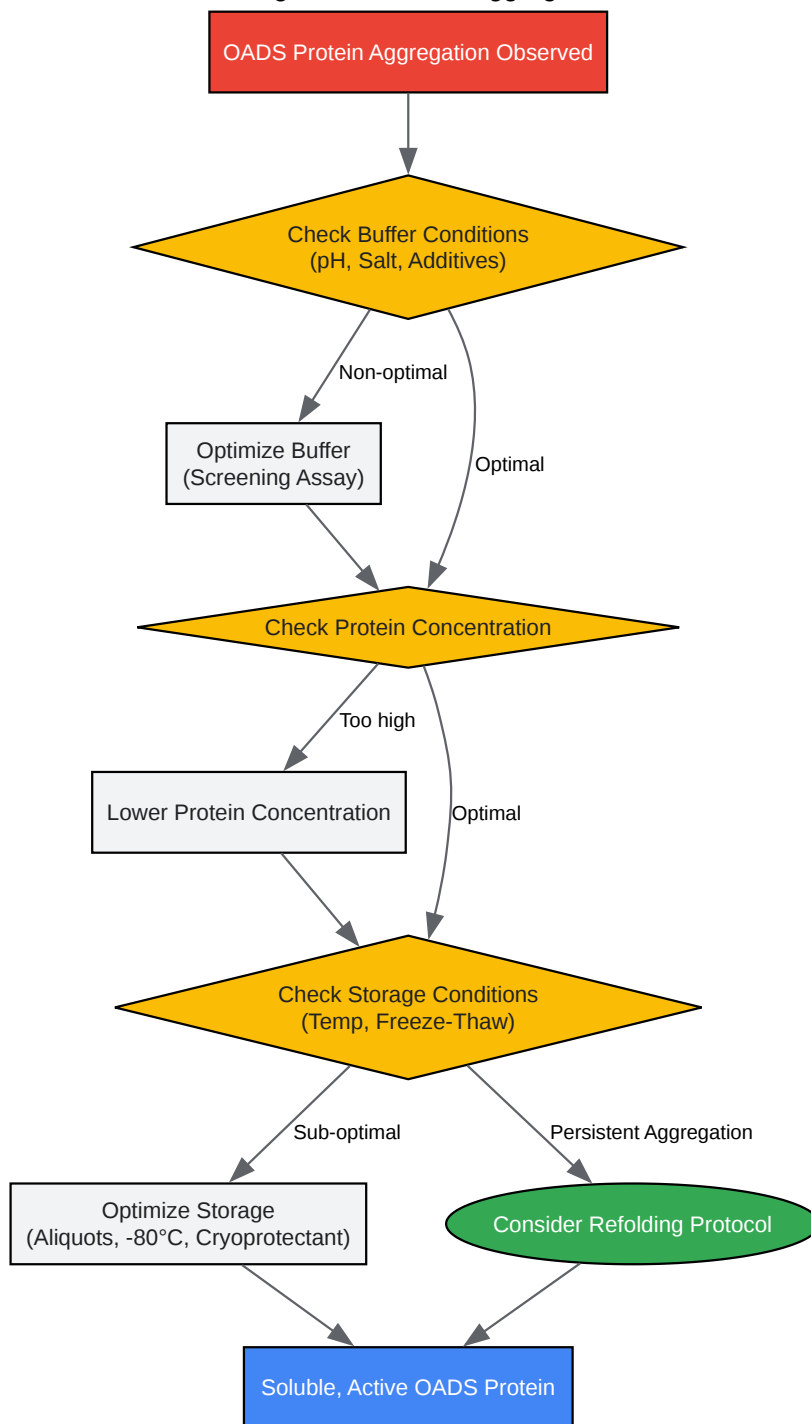 OADS Protein Aggregation Observed
Check Buffer Conditions
(pH, Salt, Additives)
Non-optimal
Optimize Buffer
(Screening Assay)
Optimal
Check Protein Concentration
Too high
Lower Protein Concentration
Optimal
Check Storage Conditions
(Temp, Freeze-Thaw)
Sub-optimal
Persistent Aggregation
Optimize Storage
(Aliquots, -80°C, Cryoprotectant)
Consider Refolding Protocol
Soluble, Active OADS Protein